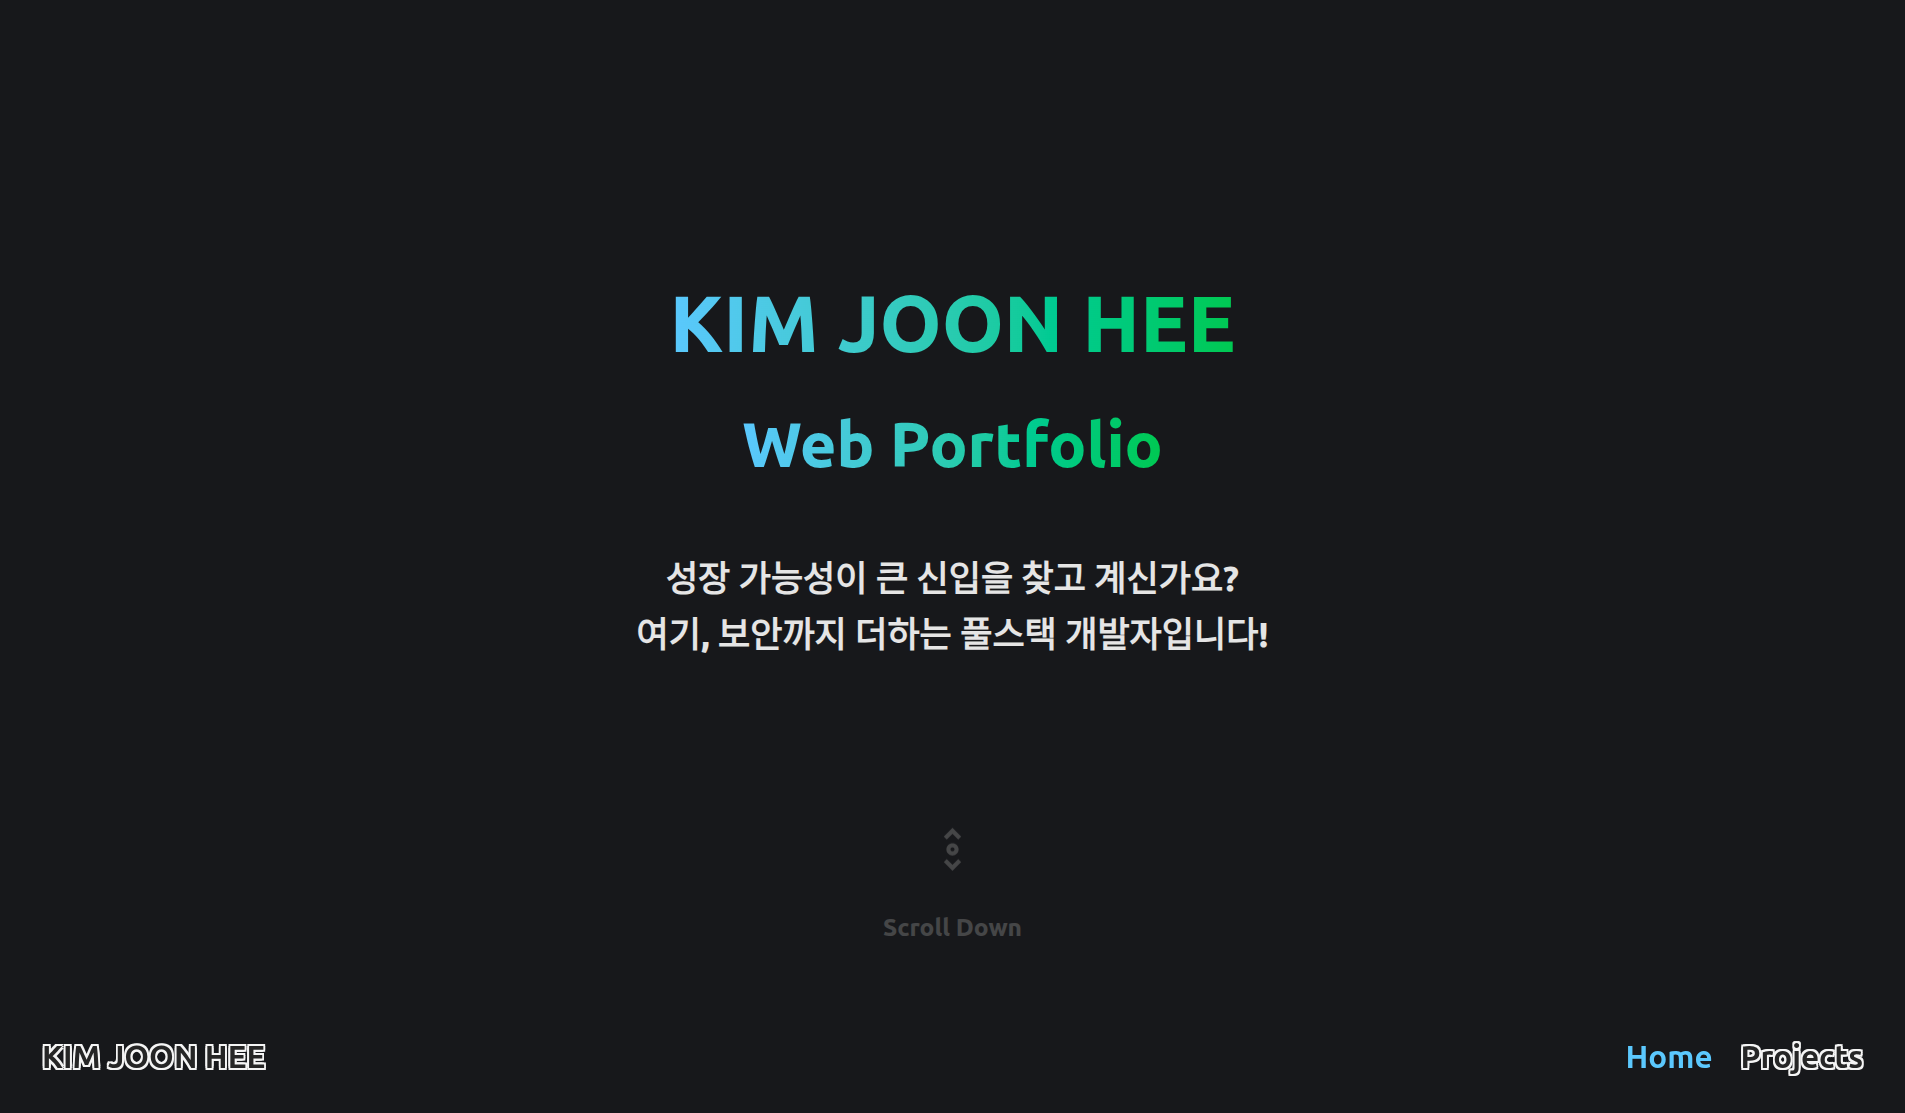 KIM JOON HEE
Web Portfolio
성장 가능성이 큰 신입을 찾고 계신가요?
여기, 보안까지 더하는 풀스택 개발자입니다!
Scroll Down
KIM JOON HEE
Home Projects